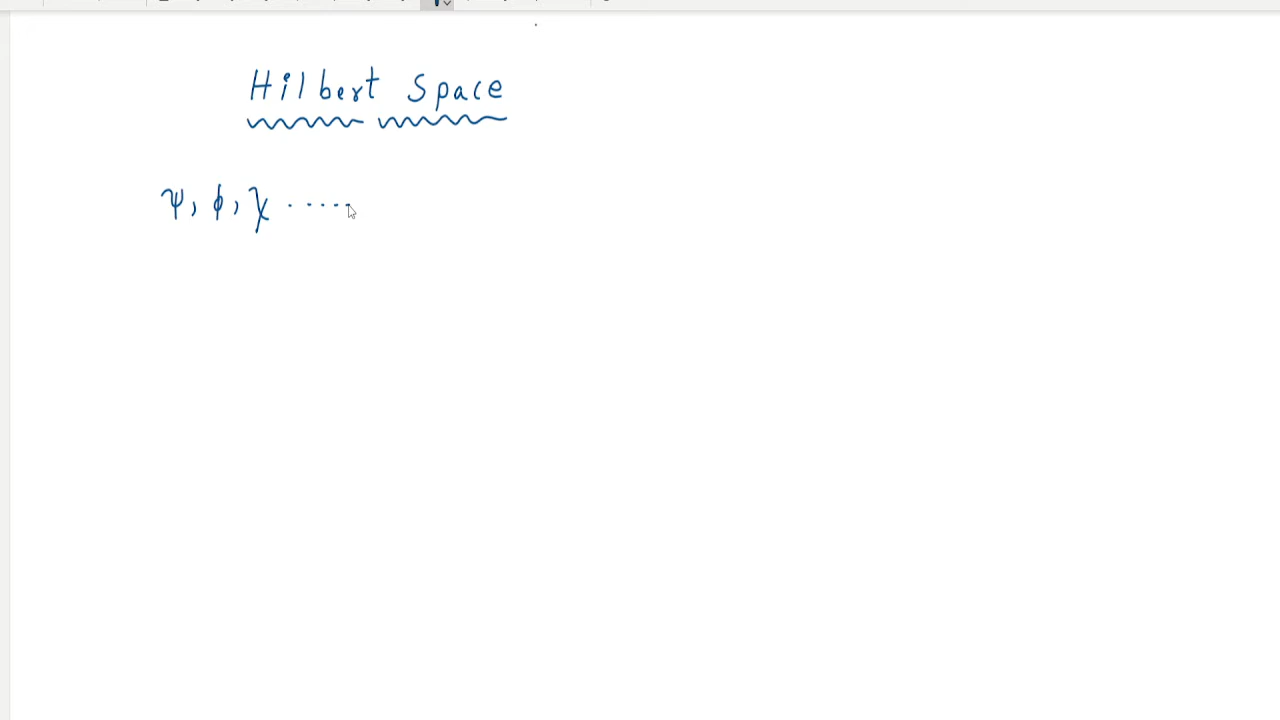 Hilbert Space
ψ, ϕ, χ .....